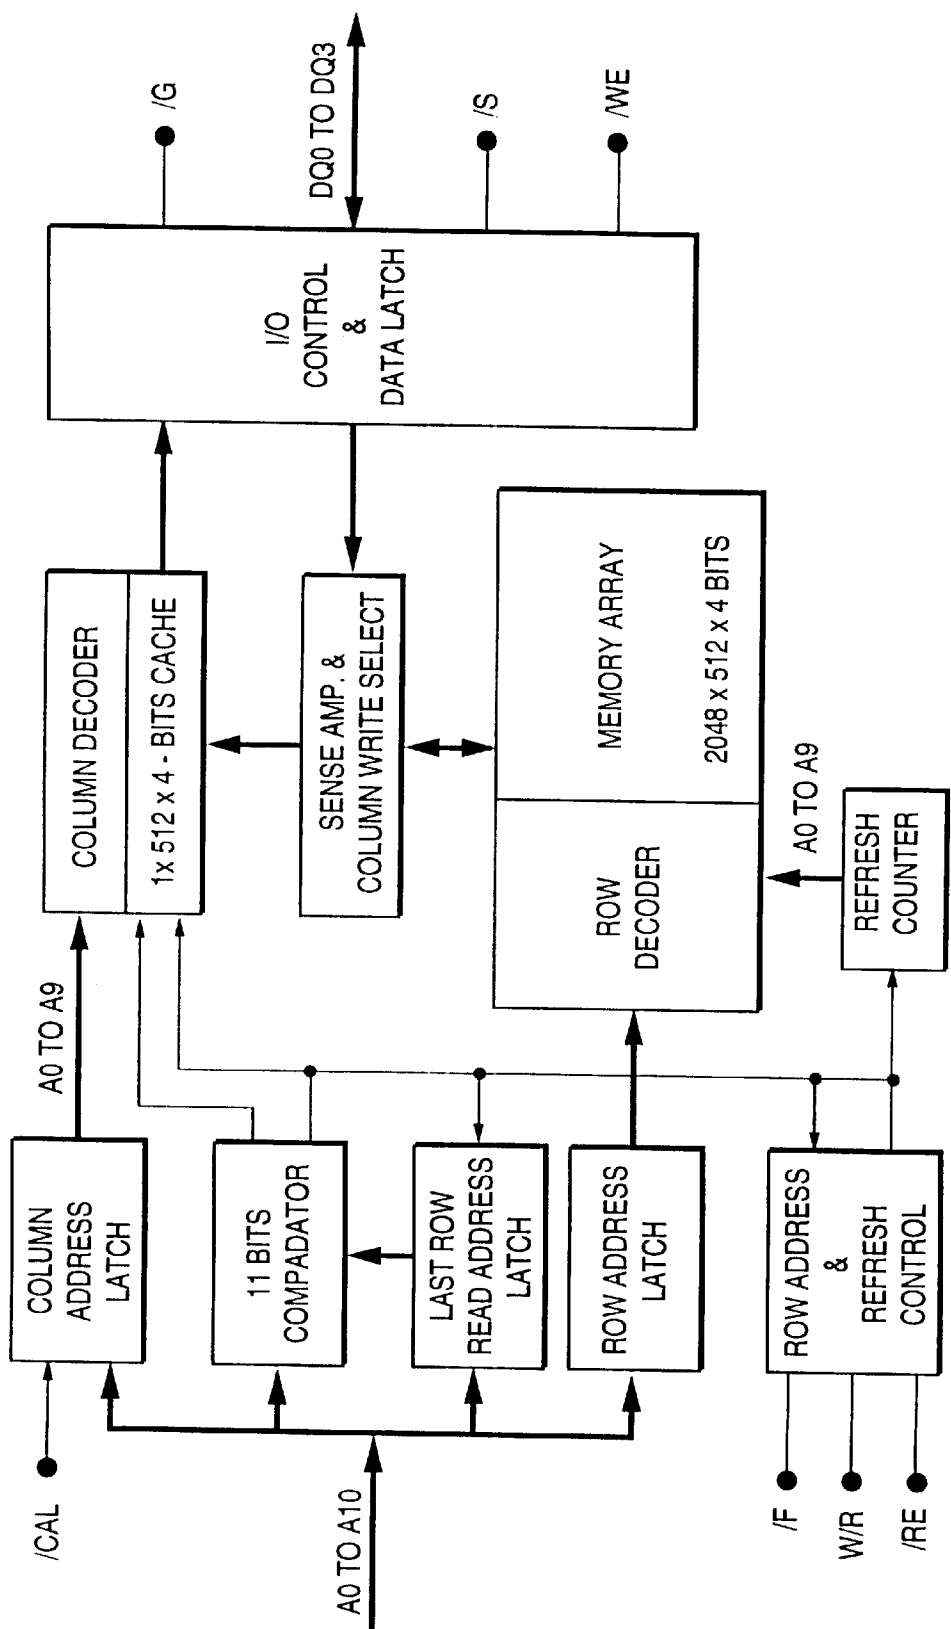 /CAL
A0 TO A10
/F
W/R
/RE
COLUMN
ADDRESS
LATCH
11 BITS
COMPADATOR
LAST ROW
READ ADDRESS
LATCH
ROW ADDRESS
LATCH
ROW ADDRESS
&
REFRESH
CONTROL
A0 TO A9
COLUMN DECODER
1x 512 x 4 - BITS CACHE
SENSE AMP. &
COLUMN WRITE SELECT
ROW
DECODER
MEMORY ARRAY
2048 x 512 x 4 BITS
A0 TO A9
REFRESH
COUNTER
I/O
CONTROL
&
DATA LATCH
/G
DQ0 TO DQ3
/S
/WE